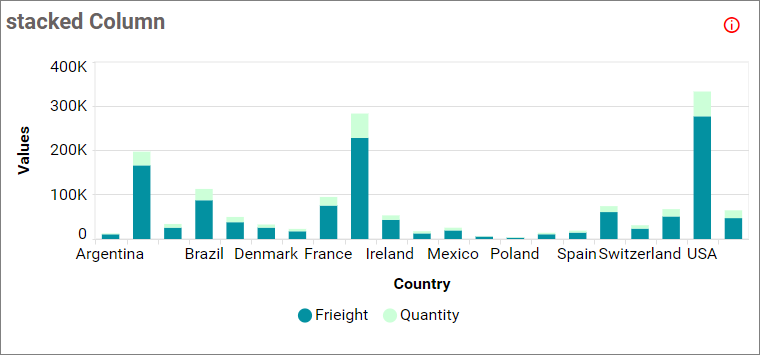 stacked Column
400K
300K
200K
100K
0
Values
Argentina Brazil Denmark France Ireland Mexico Poland Spain Switzerland USA
Country
Frieight Quantity